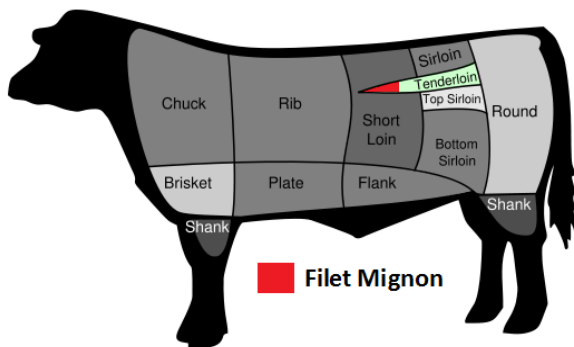 Sirloin
Tenderloin
Chuck
Rib
Top Sirloin
Short
Loin
Round
Bottom
Sirloin
Brisket
Plate
Flank
Shank
Shank
Filet Mignon